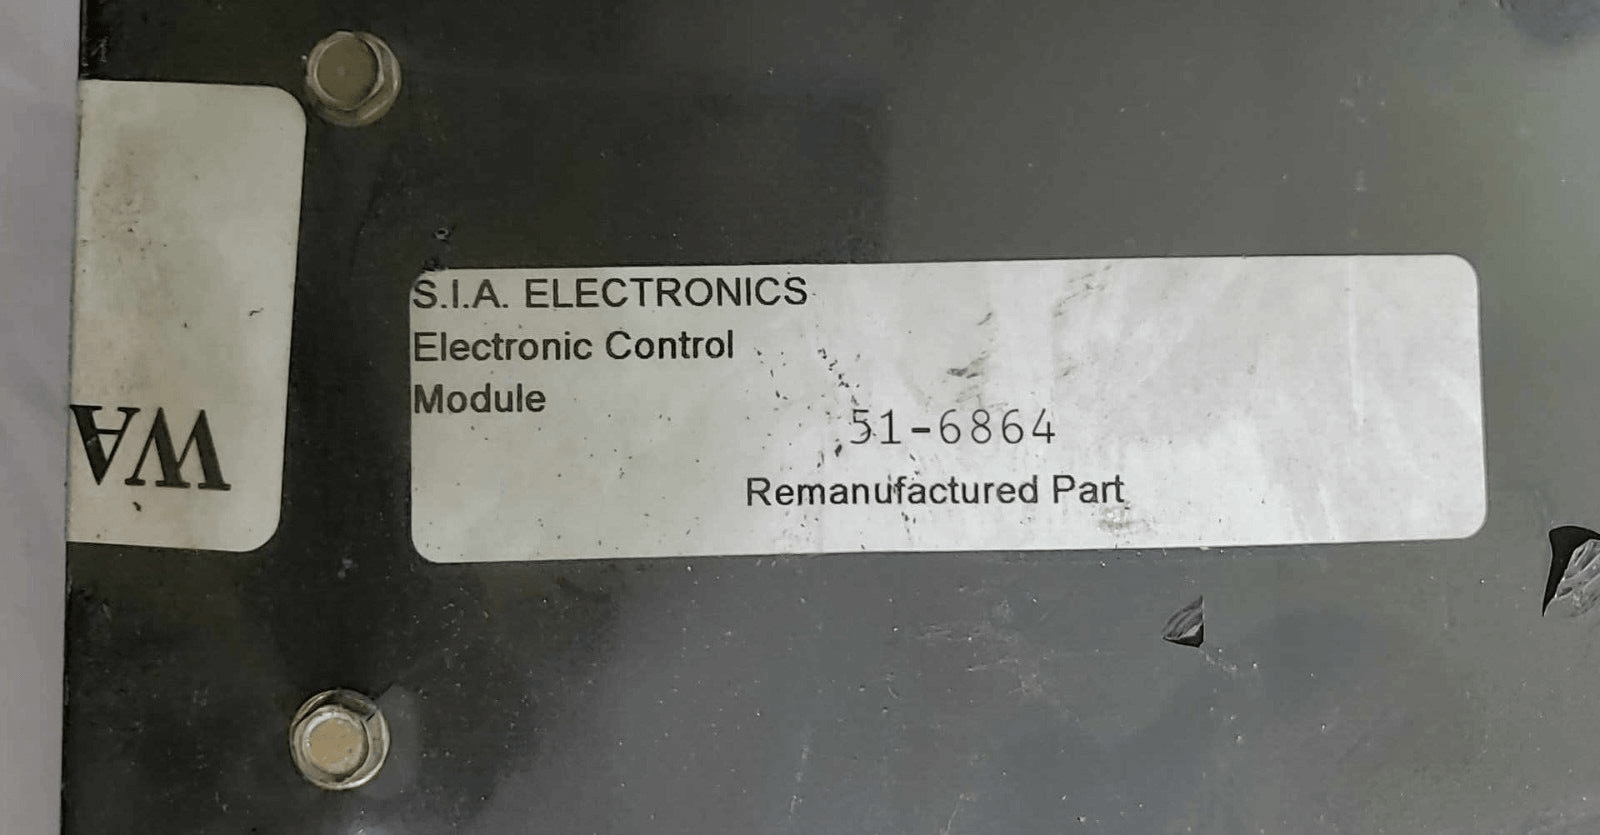 S.I.A. ELECTRONICS
Electronic Control
Module
51-6864
Remanufactured Part
WA